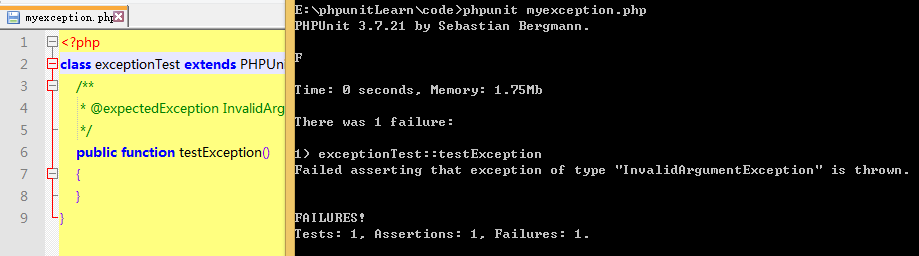 myexception.php
1 <?php
2 class exceptionTest extends PHPUni
3 /**
4 * @expectedException InvalidArg
5 */
6 public function testException()
7 {
8 }
9 }
E:\phpunitLearn\code>phpunit myexception.php
PHPUnit 3.7.21 by Sebastian Bergmann.
F
Time: 0 seconds, Memory: 1.75Mb
There was 1 failure:
1) exceptionTest::testException
Failed asserting that exception of type "InvalidArgumentException" is thrown.
FAILURES!
Tests: 1, Assertions: 1, Failures: 1.